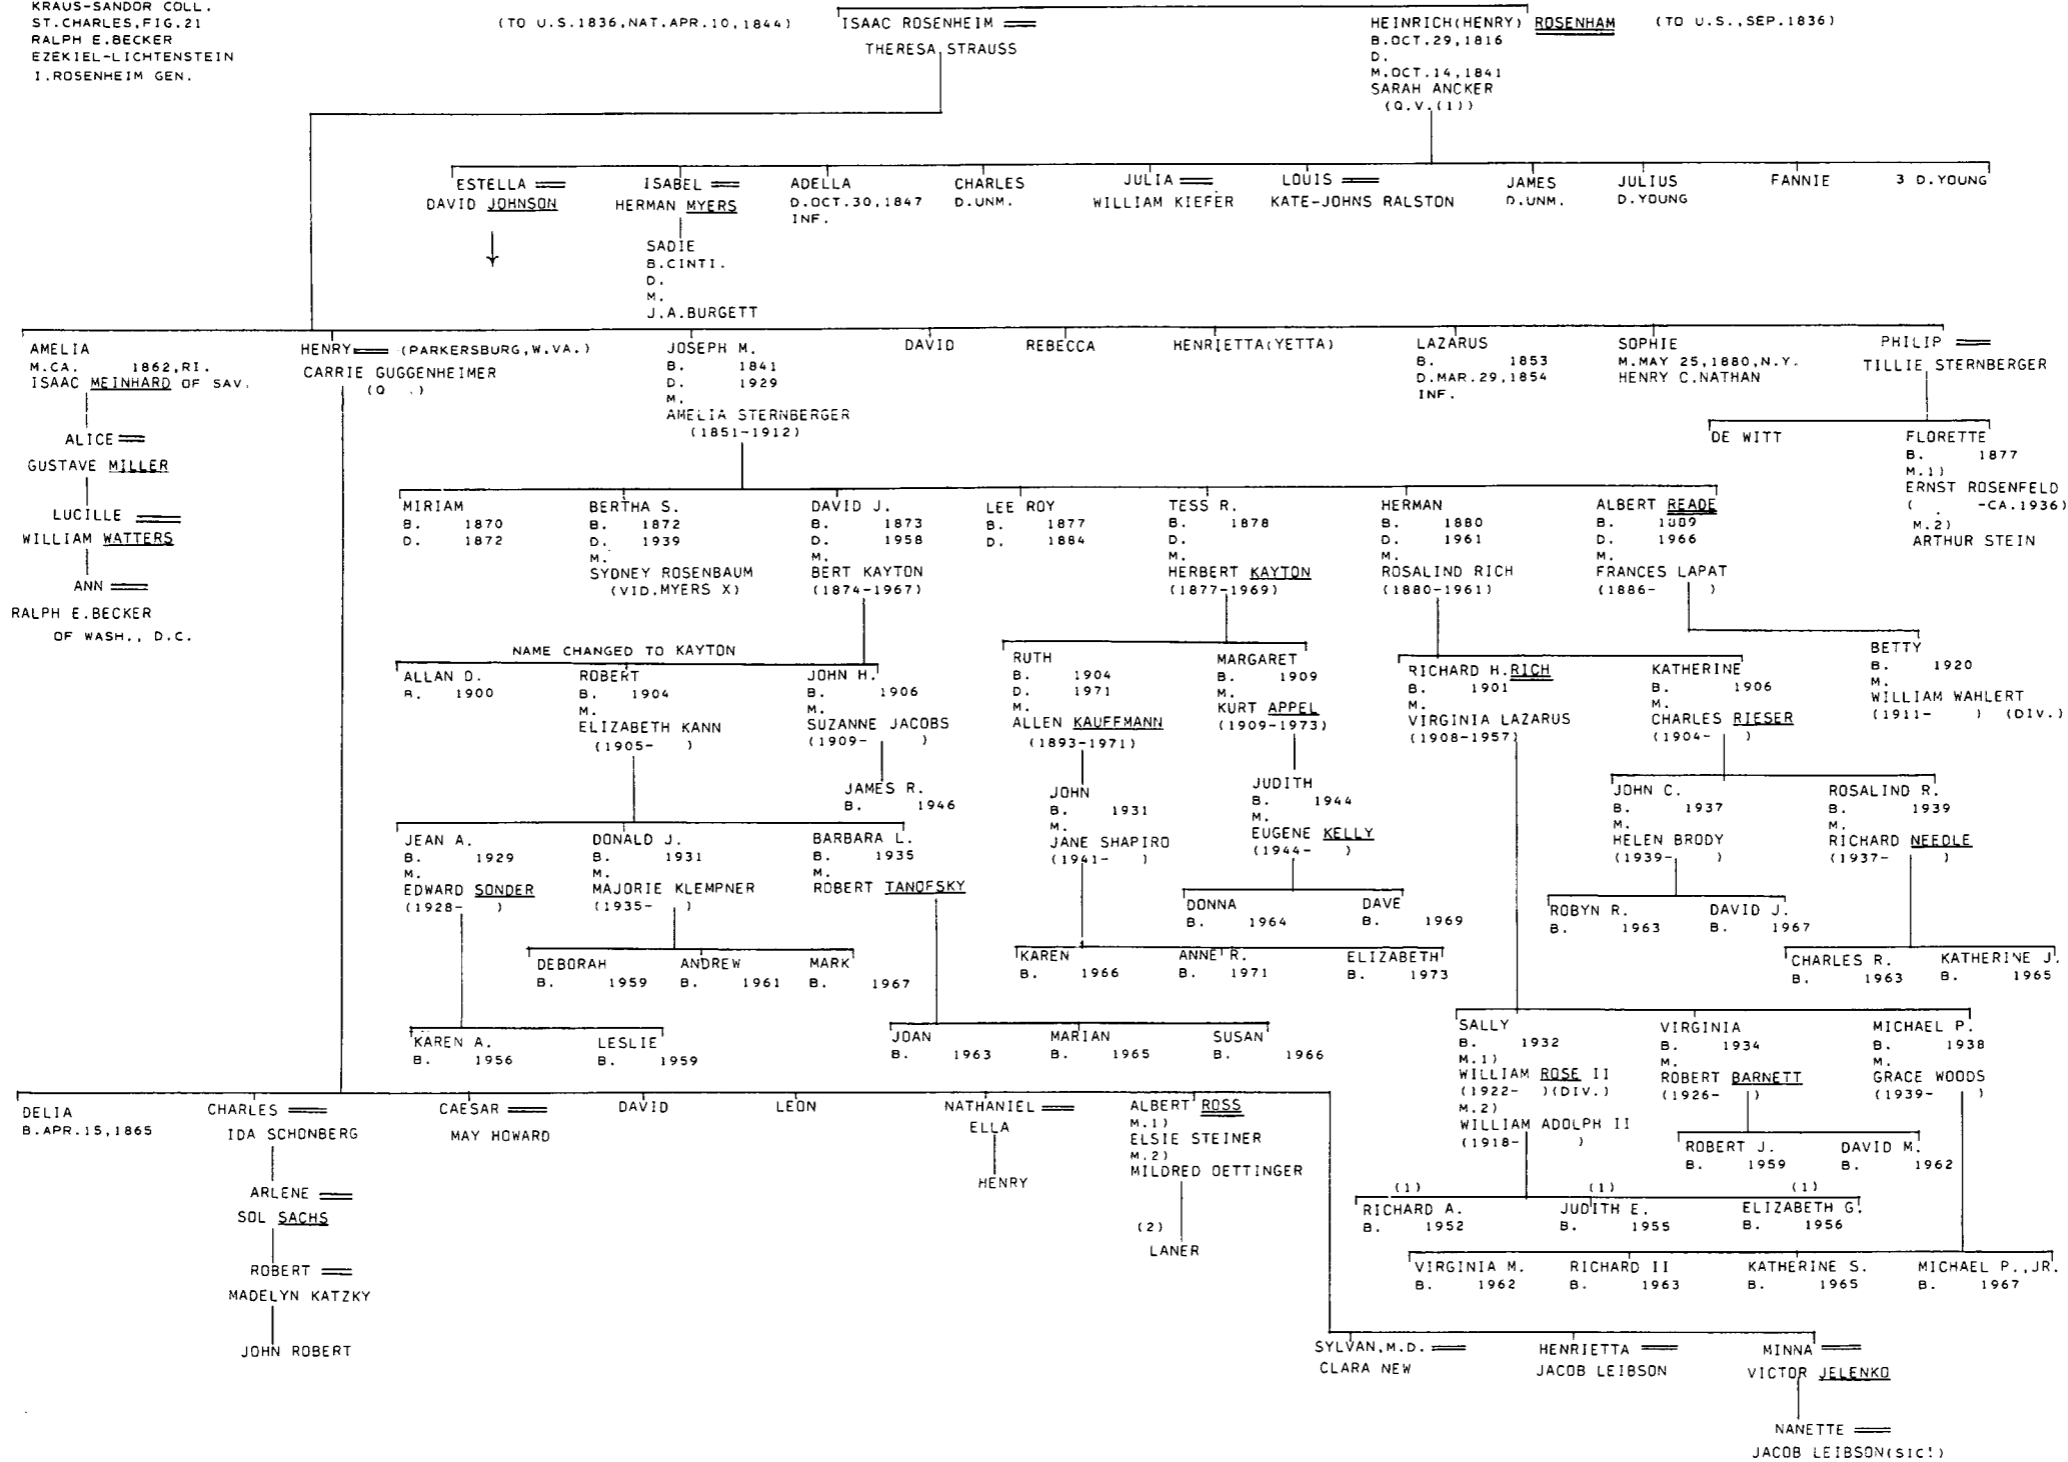 KRAUS-SANDOR COLL.
ST.CHARLES,FIG.21
RALPH E.BECKER
EZEKIEL-LICHTENSTEIN
I.ROSENHEIM GEN.
(TO U.S.1836,NAT.APR.10,1844)
ISAAC ROSENHEIM
THERESA STRAUSS
HEINRICH(HENRY) ROSENHAM (TO U.S.,SEP.1836)
B.OCT.29,1816
D.
M.OCT.14,1841
SARAH ANCKER
(Q.V.(1))
ESTELLA
DAVID JOHNSON
ISABEL
HERMAN MYERS
SADIE
B.CINTI.
D.
M.
J.A.BURGETT
ADELLA
D.OCT.30,1847
INF.
CHARLES
D.UNM.
JULIA
WILLIAM KIEFER
LOUIS
KATE-JOHNS RALSTON
JAMES
D.UNM.
JULIUS
D.YOUNG
FANNIE
3 D.YOUNG
AMELIA
M.CA. 1862,RI.
ISAAC MEINHARD OF SAV.
ALICE
GUSTAVE MILLER
LUCILLE
WILLIAM WATTERS
ANN
RALPH E.BECKER
OF WASH., D.C.
HENRY (PARKERSBURG,W.VA.)
CARRIE GUGGENHEIMER
(Q .)
JOSEPH M.
B. 1841
D. 1929
M.
AMELIA STERNBERGER
(1851-1912)
DAVID
REBECCA
HENRIETTA(YETTA)
LAZARUS
B. 1853
D.MAR.29,1854
INF.
SOPHIE
M.MAY 25,1880,N.Y.
HENRY C.NATHAN
PHILIP
TILLIE STERNBERGER
DE WITT
FLORETTE
B. 1877
M.1)
ERNST ROSENFELD
( . -CA.1936)
M.2)
ARTHUR STEIN
MIRIAM
B. 1870
D. 1872
BERTHA S.
B. 1872
D. 1939
M.
SYDNEY ROSENBAUM
(VID.MYERS X)
DAVID J.
B. 1873
D. 1958
M.
BERT KAYTON
(1874-1967)
LEE ROY
B. 1877
D. 1884
TESS R.
B. 1878
D.
M.
HERBERT KAYTON
(1877-1969)
HERMAN
B. 1880
D. 1961
M.
ROSALIND RICH
(1880-1961)
ALBERT READE
B.
D. 1966
M.
FRANCES LAPAT
(1886- )
NAME CHANGED TO KAYTON
ALLAN D.
B. 1900
ROBERT
B. 1904
M.
ELIZABETH KANN
(1905- )
JOHN H.
B. 1906
M.
SUZANNE JACOBS
(1909- )
JAMES R.
B. 1946
RUTH
B. 1904
D. 1971
M.
ALLEN KAUFFMANN
(1893-1971)
MARGARET
B. 1909
M.
KURT APPEL
(1909-1973)
RICHARD H.RICH
B. 1901
M.
VIRGINIA LAZARUS
(1908-1957)
KATHERINE
B. 1906
M.
CHARLES RIESER
(1904- )
BETTY
B. 1920
M.
WILLIAM WAHLERT
(1911- ) (DIV.)
JOHN
B. 1931
M.
JANE SHAPIRO
(1941- )
JUDITH
B. 1944
M.
EUGENE KELLY
(1944- )
JOHN C.
B. 1937
M.
HELEN BRODY
(1939- )
ROSALIND R.
B. 1939
M.
RICHARD NEEDLE
(1937- )
JEAN A.
B. 1929
M.
EDWARD SONDER
(1928- )
DONALD J.
B. 1931
M.
MAJORIE KLEMPNER
(1935- )
BARBARA L.
B. 1935
M.
ROBERT TANOFSKY
DONNA
B. 1964
DAVE
B. 1969
ROBYN R.
B. 1963
DAVID J.
B. 1967
DEBORAH
B. 1959
ANDREW
B. 1961
MARK
B. 1967
KAREN
B. 1966
ANNE R.
B. 1971
ELIZABETH
B. 1973
CHARLES R.
B. 1963
KATHERINE J.
B. 1965
KAREN A.
B. 1956
LESLIE
B. 1959
JOAN
B. 1963
MARIAN
B. 1965
SUSAN
B. 1966
SALLY
B. 1932
M.1)
WILLIAM ROSE II
(1922- )(DIV.)
M.2)
WILLIAM ADOLPH II
(1918- )
VIRGINIA
B. 1934
M.
ROBERT BARNETT
(1926- )
MICHAEL P.
B. 1938
M.
GRACE WOODS
(1939- )
DELIA
B.APR.15,1865
CHARLES
IDA SCHONBERG
ARLENE
SOL SACHS
ROBERT
MADELYN KATZKY
JOHN ROBERT
CAESAR
MAY HOWARD
DAVID
LEON
NATHANIEL
ELLA
HENRY
ALBERT ROSS
M.1)
ELSIE STEINER
M.2)
MILDRED OETTINGER
(2)
LANER
ROBERT J.
B. 1959
DAVID M.
B. 1962
(1)
RICHARD A.
B. 1952
(1)
JUDITH E.
B. 1955
(1)
ELIZABETH G.
B. 1956
VIRGINIA M.
B. 1962
RICHARD II
B. 1963
KATHERINE S.
B. 1965
MICHAEL P.,JR.
B. 1967
SYLVAN,M.D.
CLARA NEW
HENRIETTA
JACOB LEIBSON
MINNA
VICTOR JELENKO
NANETTE
JACOB LEIBSON(SIC!)